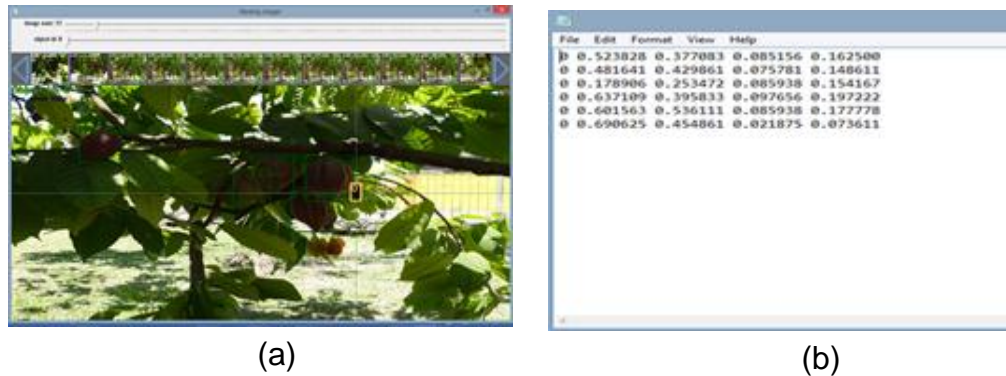 File Edit Format View Help
0 0.523828 0.377083 0.085156 0.162500
0 0.481641 0.429861 0.075781 0.148611
0 0.178906 0.253472 0.085938 0.154167
0 0.637109 0.395833 0.097656 0.197222
0 0.601563 0.536111 0.085938 0.177778
0 0.690625 0.454861 0.021875 0.073611
(a)
(b)